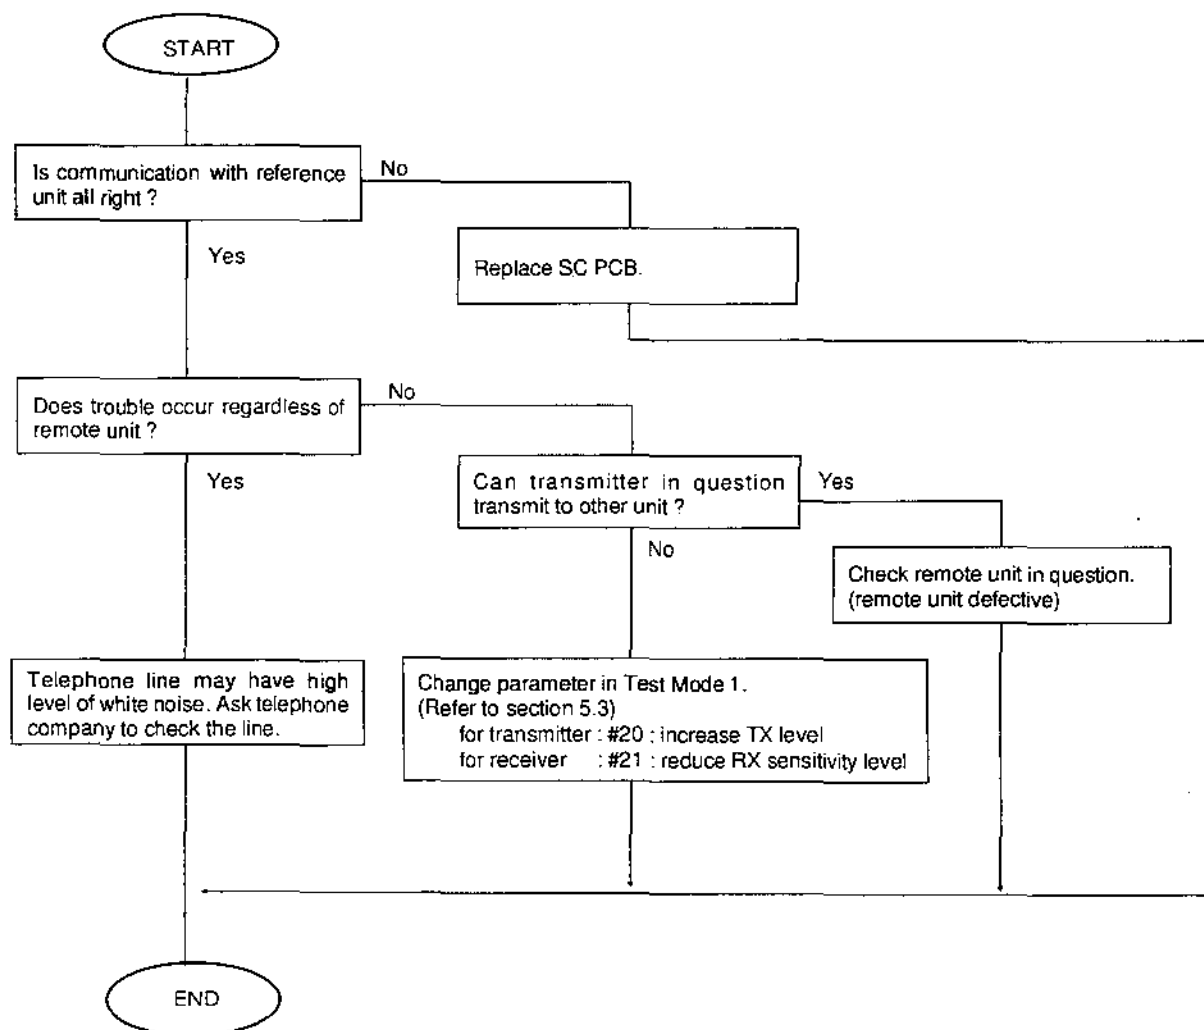 START
Is communication with reference
unit all right ?
No
Yes
Replace SC PCB.
Does trouble occur regardless of
remote unit ?
No
Yes
Can transmitter in question
transmit to other unit ?
Yes
No
Check remote unit in question.
(remote unit defective)
Telephone line may have high
level of white noise. Ask telephone
company to check the line.
Change parameter in Test Mode 1.
(Refer to section 5.3)
for transmitter : #20 : increase TX level
for receiver : #21 : reduce RX sensitivity level
END